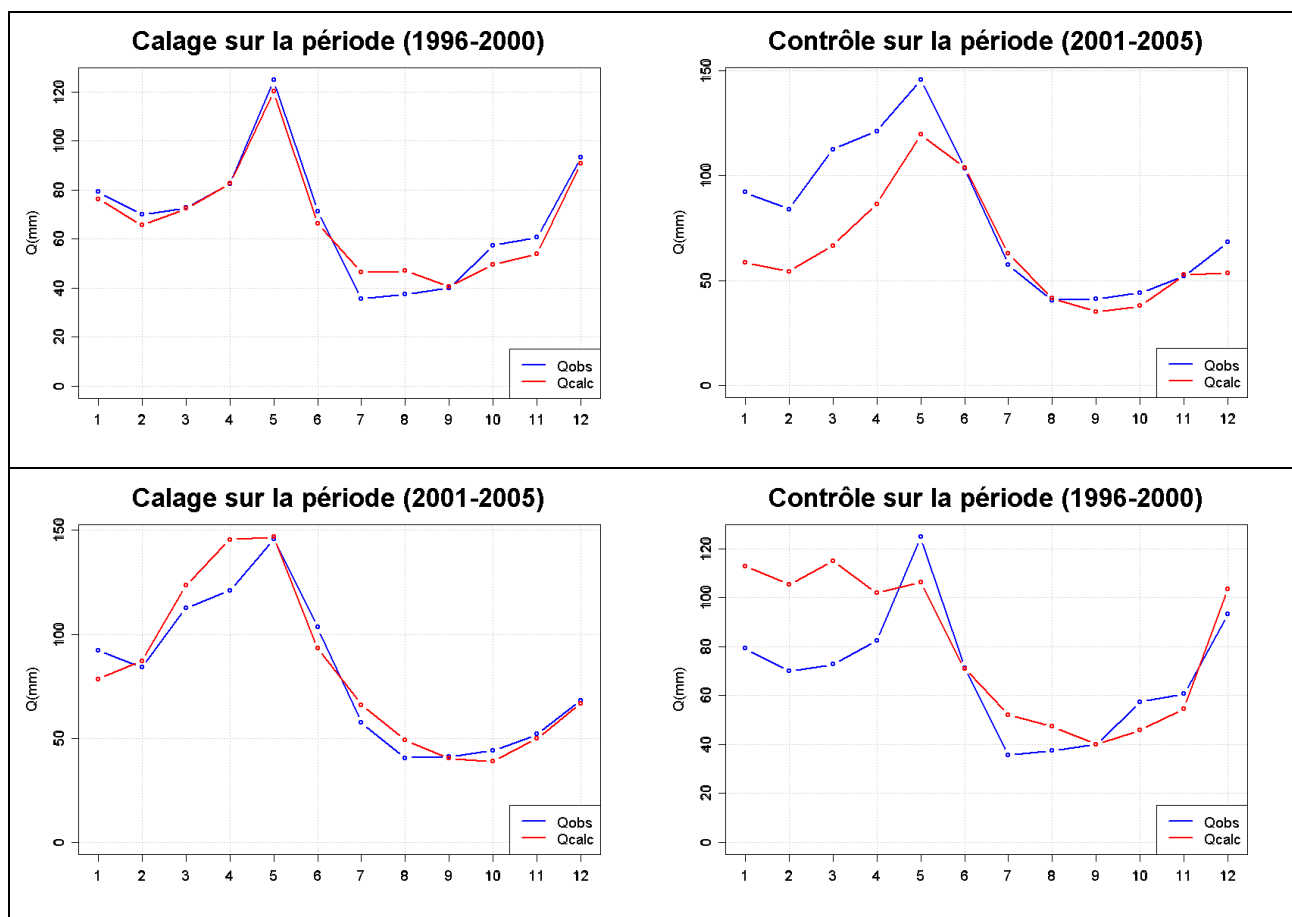 Calage sur la période (1996-2000)
Q(mm)
120
100
80
60
40
20
0
1 2 3 4 5 6 7 8 9 10 11 12
Qobs
Qcalc
Contrôle sur la période (2001-2005)
Q(mm)
150
100
50
0
1 2 3 4 5 6 7 8 9 10 11 12
Qobs
Qcalc
Calage sur la période (2001-2005)
Q(mm)
150
100
50
0
1 2 3 4 5 6 7 8 9 10 11 12
Qobs
Qcalc
Contrôle sur la période (1996-2000)
Q(mm)
120
100
80
60
40
20
0
1 2 3 4 5 6 7 8 9 10 11 12
Qobs
Qcalc